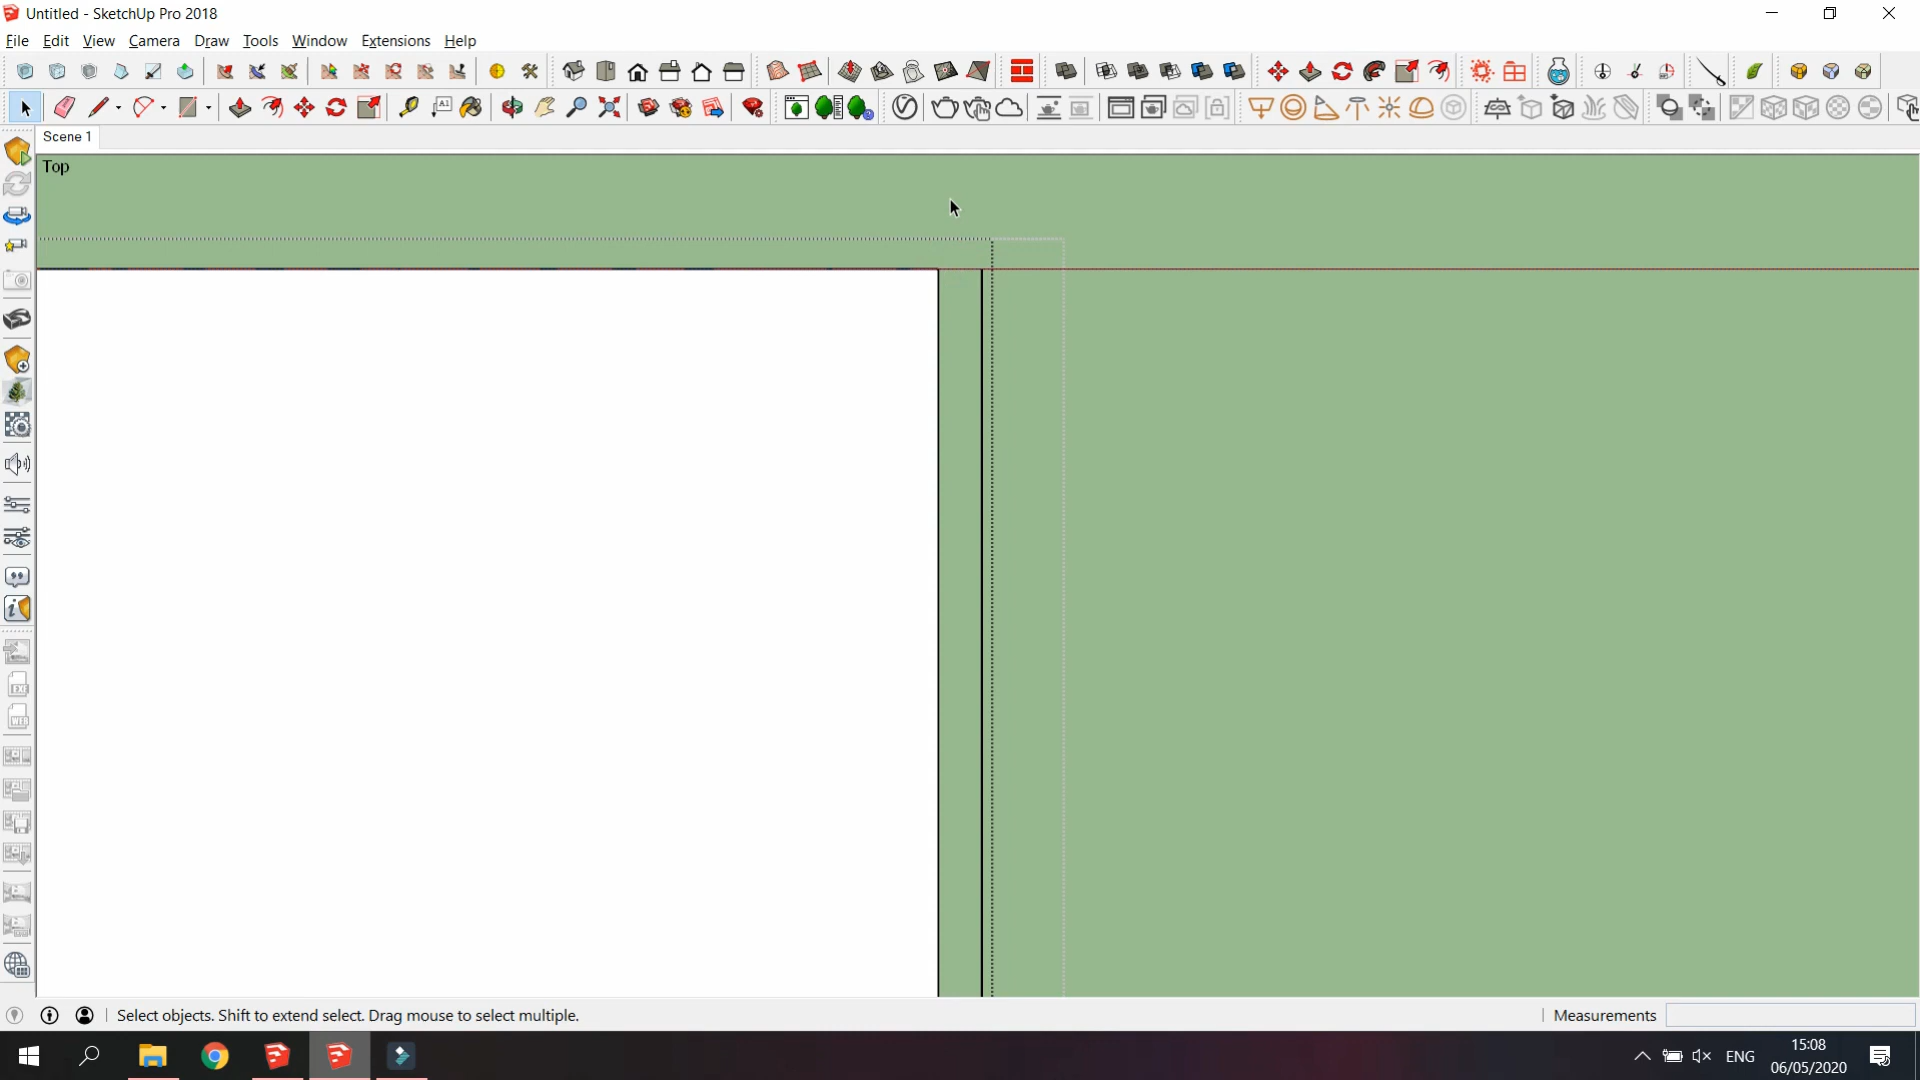 Untitled - SketchUp Pro 2018
File Edit View Camera Draw Tools Window Extensions Help
Scene 1
Top
Select objects. Shift to extend select. Drag mouse to select multiple.
Measurements
ENG
15:08
06/05/2020